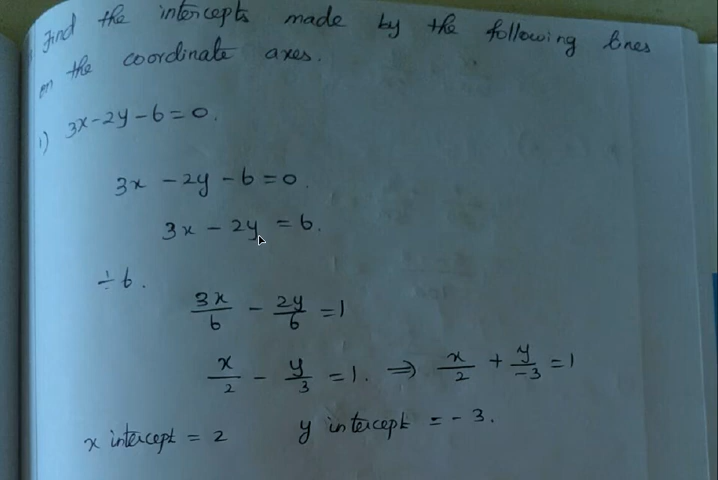 Find the intercepts made by the following lines
on the coordinate axes.
1) 3x-2y-6=0.
3x - 2y - 6 = 0.
3x - 2y = 6.
÷6.
3x/6 - 2y/6 = 1
x/2 - y/3 = 1. ⇒ x/2 + y/-3 = 1
x intercept = 2 y intercept = -3.